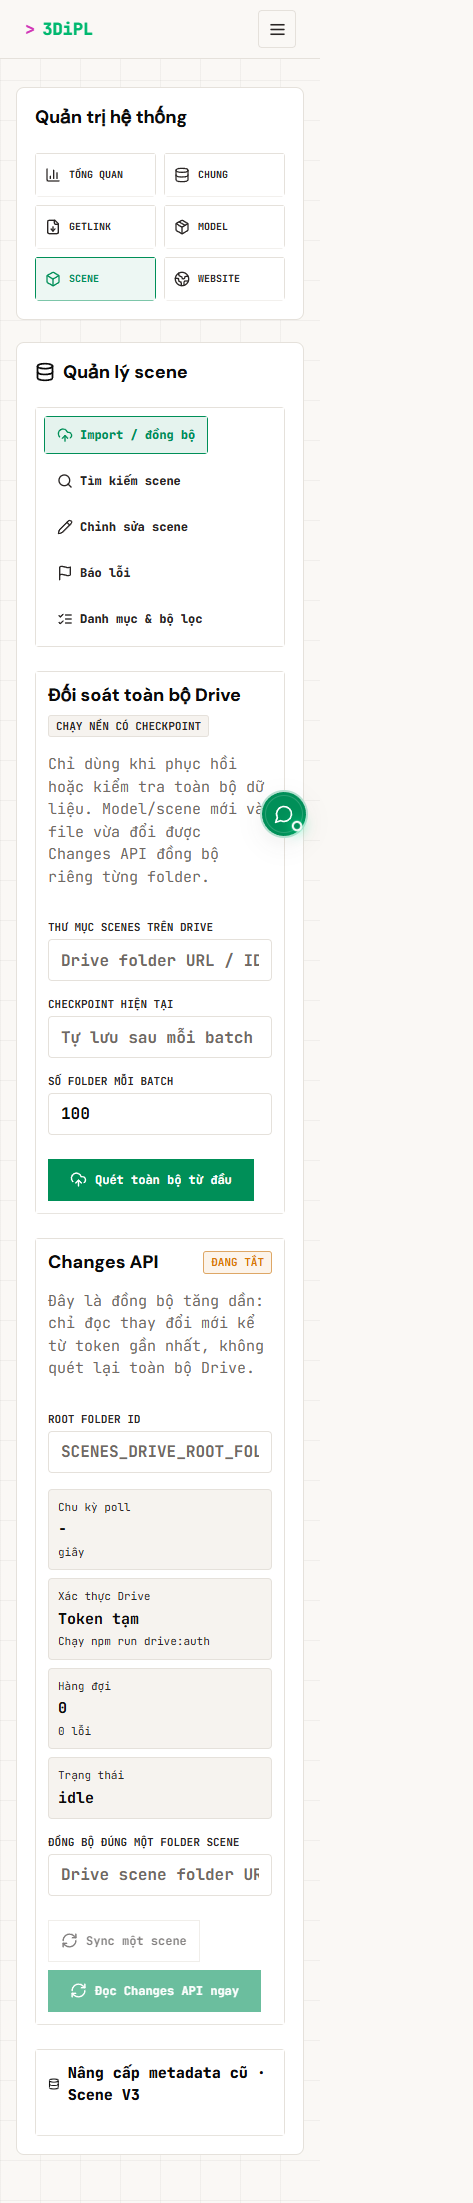 > 3DiPL
Quản trị hệ thống
TỔNG QUAN
CHUNG
GETLINK
MODEL
SCENE
WEBSITE
Quản lý scene
Import / đồng bộ
Tìm kiếm scene
Chỉnh sửa scene
Báo lỗi
Danh mục & bộ lọc
Đối soát toàn bộ Drive
CHẠY NỀN CÓ CHECKPOINT
Chỉ dùng khi phục hồi
hoặc kiểm tra toàn bộ dữ
liệu. Model/scene mới và
file vừa đổi được
Changes API đồng bộ
riêng từng folder.
THƯ MỤC SCENES TRÊN DRIVE
Drive folder URL / ID
CHECKPOINT HIỆN TẠI
Tự lưu sau mỗi batch
SỐ FOLDER MỖI BATCH
100
Quét toàn bộ từ đầu
Changes API
ĐANG TẮT
Đây là đồng bộ tăng dần:
chỉ đọc thay đổi mới kể
từ token gần nhất, không
quét lại toàn bộ Drive.
ROOT FOLDER ID
SCENES_DRIVE_ROOT_FOL
Chu kỳ poll
-
giây
Xác thực Drive
Token tạm
Chạy npm run drive:auth
Hàng đợi
0
0 lỗi
Trạng thái
idle
ĐỒNG BỘ ĐÚNG MỘT FOLDER SCENE
Drive scene folder UR
Sync một scene
Đọc Changes API ngay
Nâng cấp metadata cũ ·
Scene V3